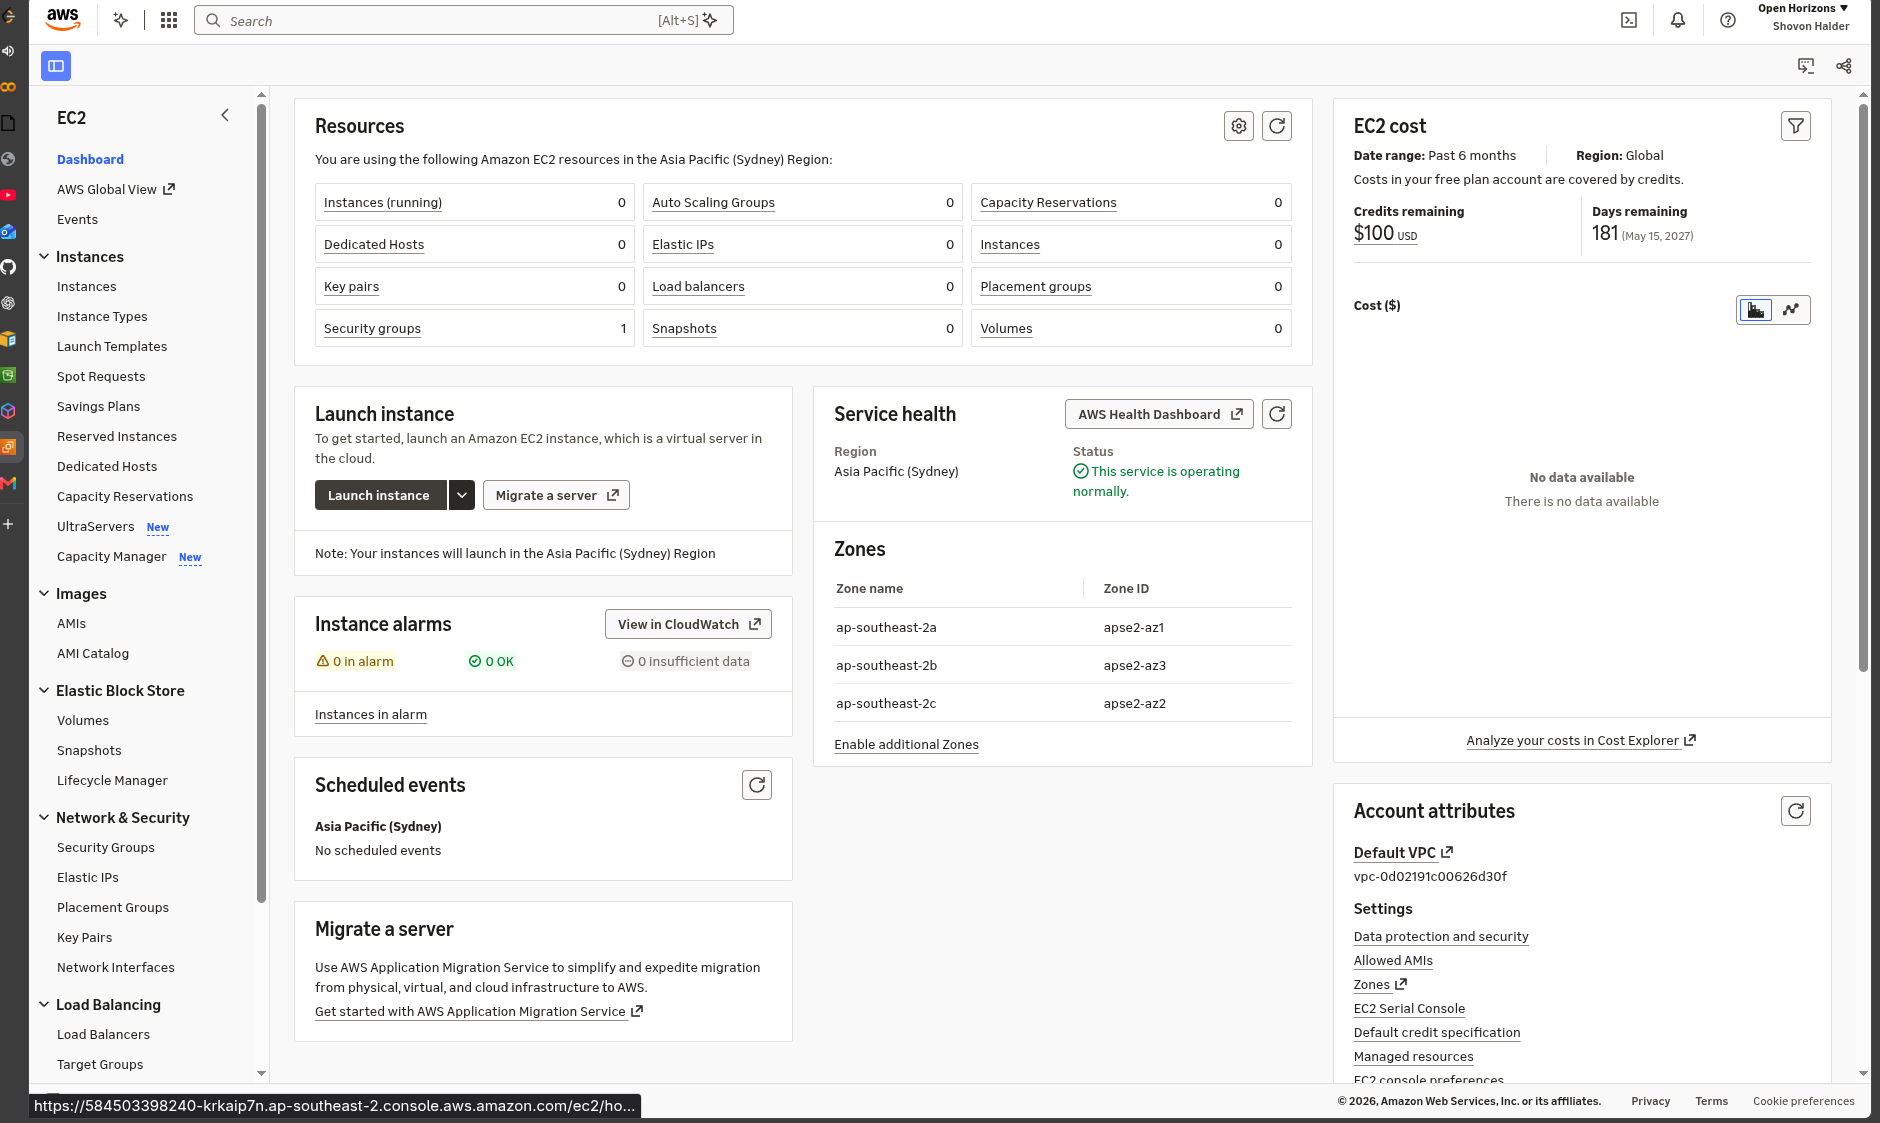 aws
Search
[Alt+S]
Open Horizons
Shovon Halder
EC2
Dashboard
AWS Global View
Events
Instances
Instances
Instance Types
Launch Templates
Spot Requests
Savings Plans
Reserved Instances
Dedicated Hosts
Capacity Reservations
UltraServers New
Capacity Manager New
Images
AMIs
AMI Catalog
Elastic Block Store
Volumes
Snapshots
Lifecycle Manager
Network & Security
Security Groups
Elastic IPs
Placement Groups
Key Pairs
Network Interfaces
Load Balancing
Load Balancers
Target Groups
Resources
You are using the following Amazon EC2 resources in the Asia Pacific (Sydney) Region:
Instances (running) 0 Auto Scaling Groups 0 Capacity Reservations 0
Dedicated Hosts 0 Elastic IPs 0 Instances 0
Key pairs 0 Load balancers 0 Placement groups 0
Security groups 1 Snapshots 0 Volumes 0
Launch instance
To get started, launch an Amazon EC2 instance, which is a virtual server in
the cloud.
Launch instance Migrate a server
Note: Your instances will launch in the Asia Pacific (Sydney) Region
Instance alarms
View in CloudWatch
0 in alarm 0 OK 0 insufficient data
Instances in alarm
Scheduled events
Asia Pacific (Sydney)
No scheduled events
Migrate a server
Use AWS Application Migration Service to simplify and expedite migration
from physical, virtual, and cloud infrastructure to AWS.
Get started with AWS Application Migration Service
Service health
AWS Health Dashboard
Region Status
Asia Pacific (Sydney) This service is operating
normally.
Zones
Zone name Zone ID
ap-southeast-2a apse2-az1
ap-southeast-2b apse2-az3
ap-southeast-2c apse2-az2
Enable additional Zones
EC2 cost
Date range: Past 6 months Region: Global
Costs in your free plan account are covered by credits.
Credits remaining Days remaining
$100 USD 181 (May 15, 2027)
Cost ($)
No data available
There is no data available
Analyze your costs in Cost Explorer
Account attributes
Default VPC
vpc-0d02191c00626d30f
Settings
Data protection and security
Allowed AMIs
Zones
EC2 Serial Console
Default credit specification
Managed resources
EC2 console preferences
https://584503398240-krkaip7n.ap-southeast-2.console.aws.amazon.com/ec2/ho...
© 2026, Amazon Web Services, Inc. or its affiliates. Privacy Terms Cookie preferences